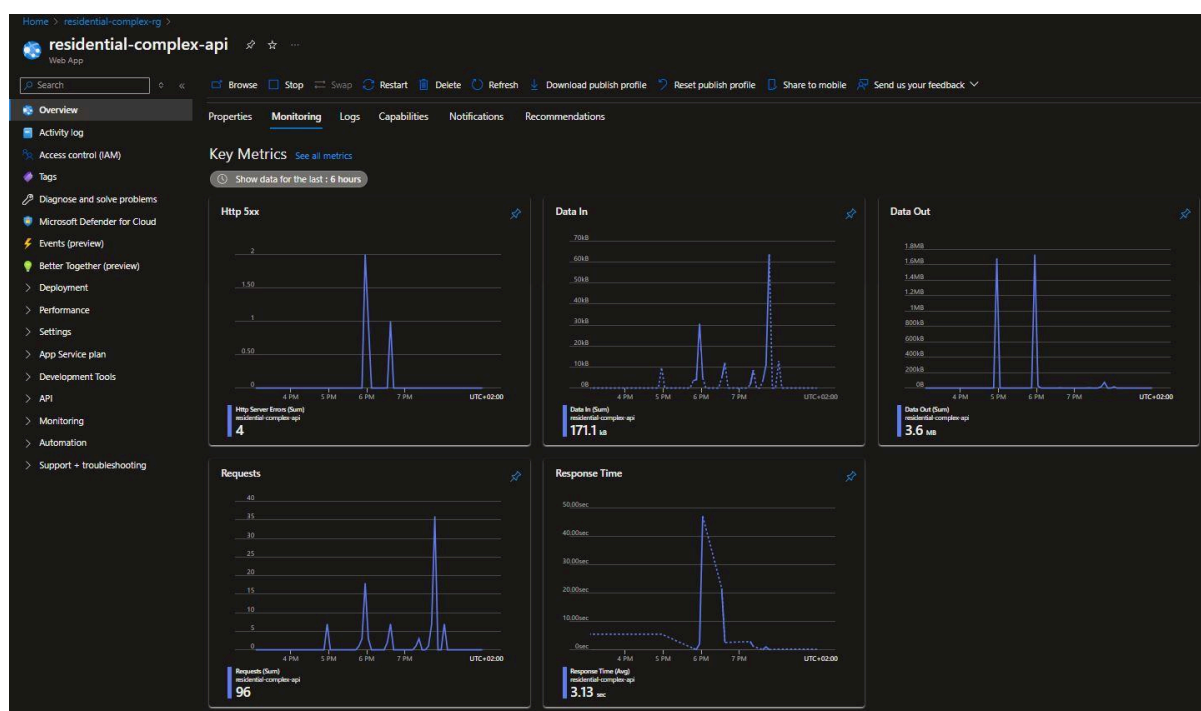 Home > residential-complex-rg >
residential-complex-api
Web App
Search
Browse Stop Swap Restart Delete Refresh Download publish profile Reset publish profile Share to mobile Send us your feedback
Overview
Activity log
Access control (IAM)
Tags
Diagnose and solve problems
Microsoft Defender for Cloud
Events (preview)
Better Together (preview)
Deployment
Performance
Settings
App Service plan
Development Tools
API
Monitoring
Automation
Support + troubleshooting
Properties Monitoring Logs Capabilities Notifications Recommendations
Key Metrics See all metrics
Show data for the last : 6 hours
Http 5xx
2
1.50
1
0.50
0
4 PM 5 PM 6 PM 7 PM UTC+02:00
Http Server Errors (Sum)
residential-complex-api
4
Data In
70kB
60kB
50kB
40kB
30kB
20kB
10kB
0B
4 PM 5 PM 6 PM 7 PM UTC+02:00
Data In (Sum)
residential-complex-api
171.1 kB
Data Out
1.8MB
1.6MB
1.4MB
1.2MB
1MB
800kB
600kB
400kB
200kB
0B
4 PM 5 PM 6 PM 7 PM UTC+02:00
Data Out (Sum)
residential-complex-api
3.6 MB
Requests
40
35
30
25
20
15
10
5
0
4 PM 5 PM 6 PM 7 PM UTC+02:00
Requests (Sum)
residential-complex-api
96
Response Time
50,00sec
40,00sec
30,00sec
20,00sec
10,00sec
0sec
4 PM 5 PM 6 PM 7 PM UTC+02:00
Response Time (Avg)
residential-complex-api
3.13 sec